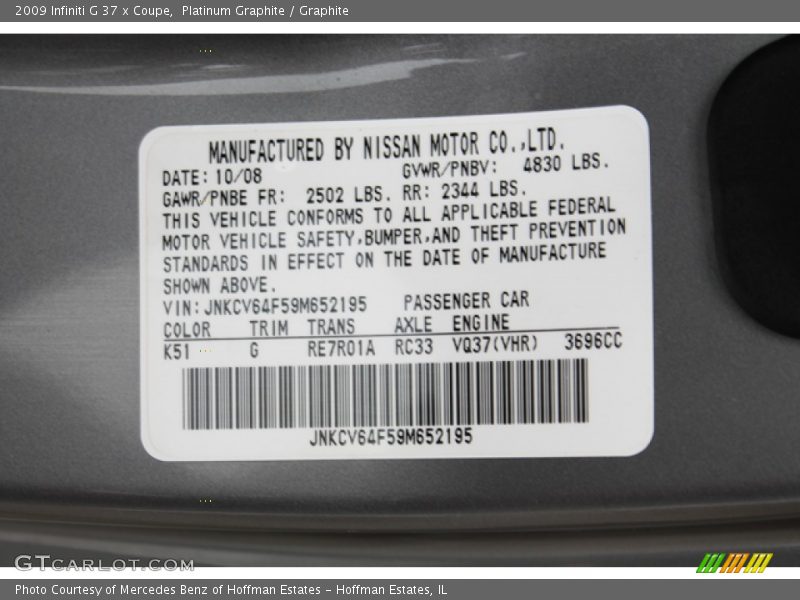 2009 Infiniti G 37 x Coupe,  Platinum Graphite / Graphite
MANUFACTURED BY NISSAN MOTOR CO.,LTD.
DATE: 10/08 GVWR/PNBV: 4830 LBS.
GAWR/PNBE FR: 2502 LBS. RR: 2344 LBS.
THIS VEHICLE CONFORMS TO ALL APPLICABLE FEDERAL
MOTOR VEHICLE SAFETY,BUMPER,AND THEFT PREVENTION
STANDARDS IN EFFECT ON THE DATE OF MANUFACTURE
SHOWN ABOVE.
VIN: JNKCV64F59M652195 PASSENGER CAR
COLOR TRIM TRANS AXLE ENGINE
K51 G RE7R01A RC33 VQ37(VHR) 3696CC
JNKCV64F59M652195
GTCARLOT.COM
Photo Courtesy of Mercedes Benz of Hoffman Estates - Hoffman Estates, IL